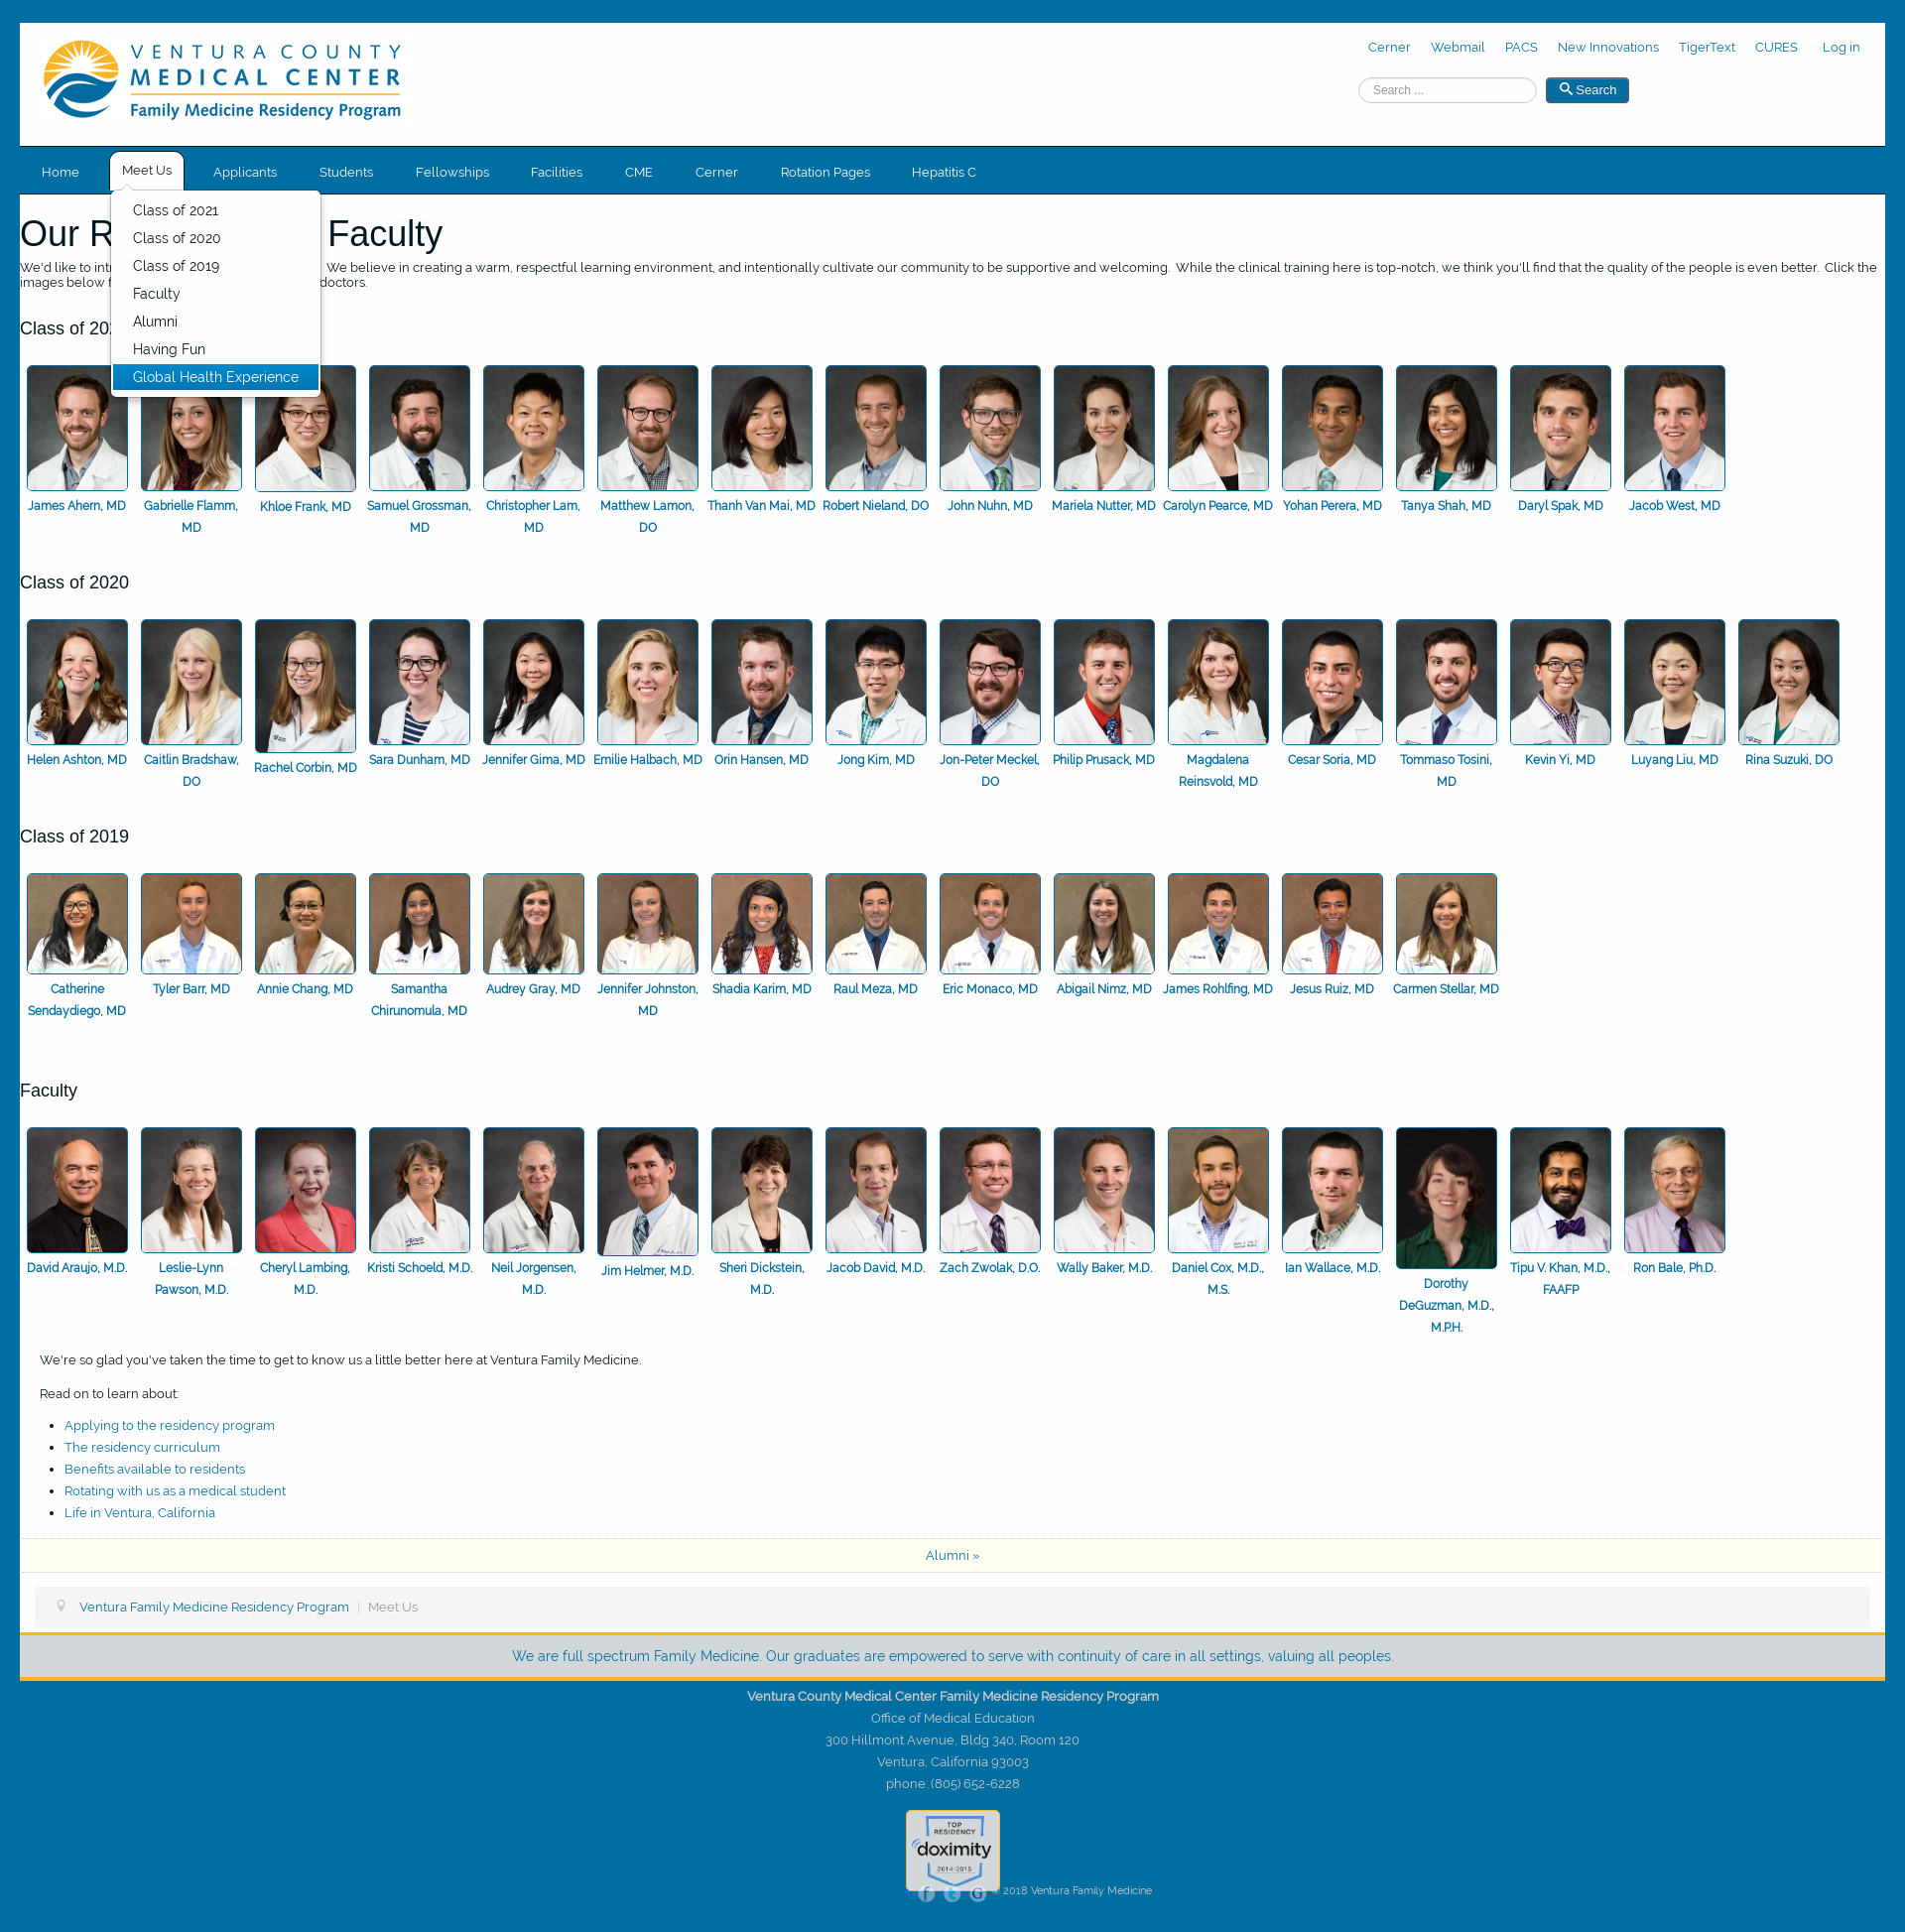 VENTURA COUNTY
MEDICAL CENTER
Family Medicine Residency Program
Cerner Webmail PACS New Innovations TigerText CURES Log in
Search ...
Search
Home Meet Us Applicants Students Fellowships Facilities CME Cerner Rotation Pages Hepatitis C
Class of 2021
Class of 2020
Class of 2019
Faculty
Alumni
Having Fun
Global Health Experience
Our R Faculty
We'd like to We believe in creating a warm, respectful learning environment, and intentionally cultivate our community to be supportive and welcoming. While the clinical training here is top-notch, we think you'll find that the quality of the people is even better. Click the
images below doctors.
Class of
James Ahern, MD
Gabrielle Flamm,
MD
Khloe Frank, MD
Samuel Grossman,
MD
Christopher Lam,
MD
Matthew Lamon,
DO
Thanh Van Mai, MD
Robert Nieland, DO
John Nuhn, MD
Mariela Nutter, MD
Carolyn Pearce, MD
Yohan Perera, MD
Tanya Shah, MD
Daryl Spak, MD
Jacob West, MD
Class of 2020
Helen Ashton, MD
Caitlin Bradshaw,
DO
Rachel Corbin, MD
Sara Dunham, MD
Jennifer Gima, MD
Emilie Halbach, MD
Orin Hansen, MD
Jong Kim, MD
Jon-Peter Meckel,
DO
Philip Prusack, MD
Magdalena
Reinsvold, MD
Cesar Soria, MD
Tommaso Tosini,
MD
Kevin Yi, MD
Luyang Liu, MD
Rina Suzuki, DO
Class of 2019
Catherine
Sendaydiego, MD
Tyler Barr, MD
Annie Chang, MD
Samantha
Chirunomula, MD
Audrey Gray, MD
Jennifer Johnston,
MD
Shadia Karim, MD
Raul Meza, MD
Eric Monaco, MD
Abigail Nimz, MD
James Rohlfing, MD
Jesus Ruiz, MD
Carmen Stellar, MD
Faculty
David Araujo, M.D.
Leslie-Lynn
Pawson, M.D.
Cheryl Lambing,
M.D.
Kristi Schoeld, M.D.
Neil Jorgensen,
M.D.
Jim Helmer, M.D.
Sheri Dickstein,
M.D.
Jacob David, M.D.
Zach Zwolak, D.O.
Wally Baker, M.D.
Daniel Cox, M.D.,
M.S.
Ian Wallace, M.D.
Dorothy
DeGuzman, M.D.,
M.P.H.
Tipu V. Khan, M.D.,
FAAFP
Ron Bale, Ph.D.
We're so glad you've taken the time to get to know us a little better here at Ventura Family Medicine.
Read on to learn about:
Applying to the residency program
The residency curriculum
Benefits available to residents
Rotating with us as a medical student
Life in Ventura, California
Alumni »
Ventura Family Medicine Residency Program | Meet Us
We are full spectrum Family Medicine. Our graduates are empowered to serve with continuity of care in all settings, valuing all peoples.
Ventura County Medical Center Family Medicine Residency Program
Office of Medical Education
300 Hillmont Avenue, Bldg 340, Room 120
Ventura, California 93003
phone: (805) 652-6228
TOP
RESIDENCY
doximity
2014-2015
© 2018 Ventura Family Medicine